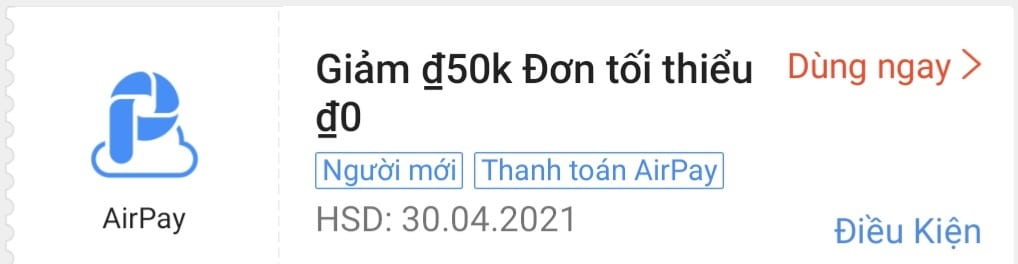 AirPay
Giảm ₫50k Đơn tối thiểu
₫0
Dùng ngay
Người mới
Thanh toán AirPay
HSD: 30.04.2021
Điều Kiện